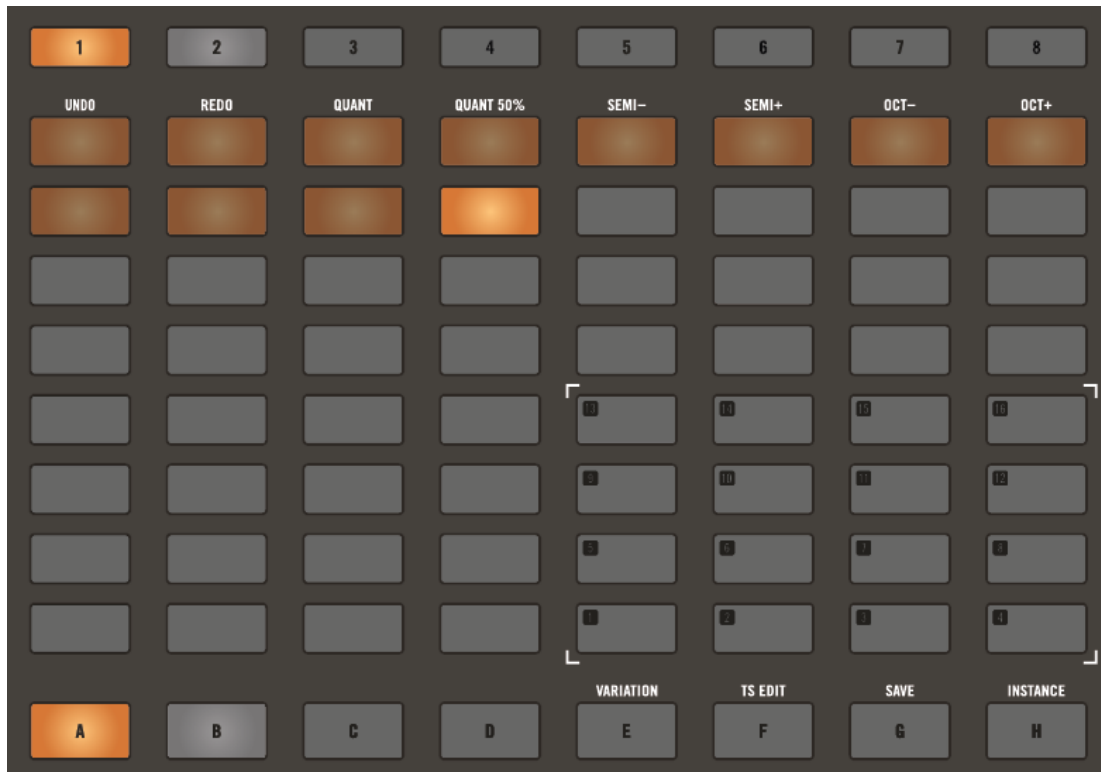 1 2 3 4 5 6 7 8
UNDO REDO QUANT QUANT 50% SEMI– SEMI+ OCT– OCT+
13 14 15 16
9 10 11 12
5 6 7 8
1 2 3 4
VARIATION TS EDIT SAVE INSTANCE
A B C D E F G H